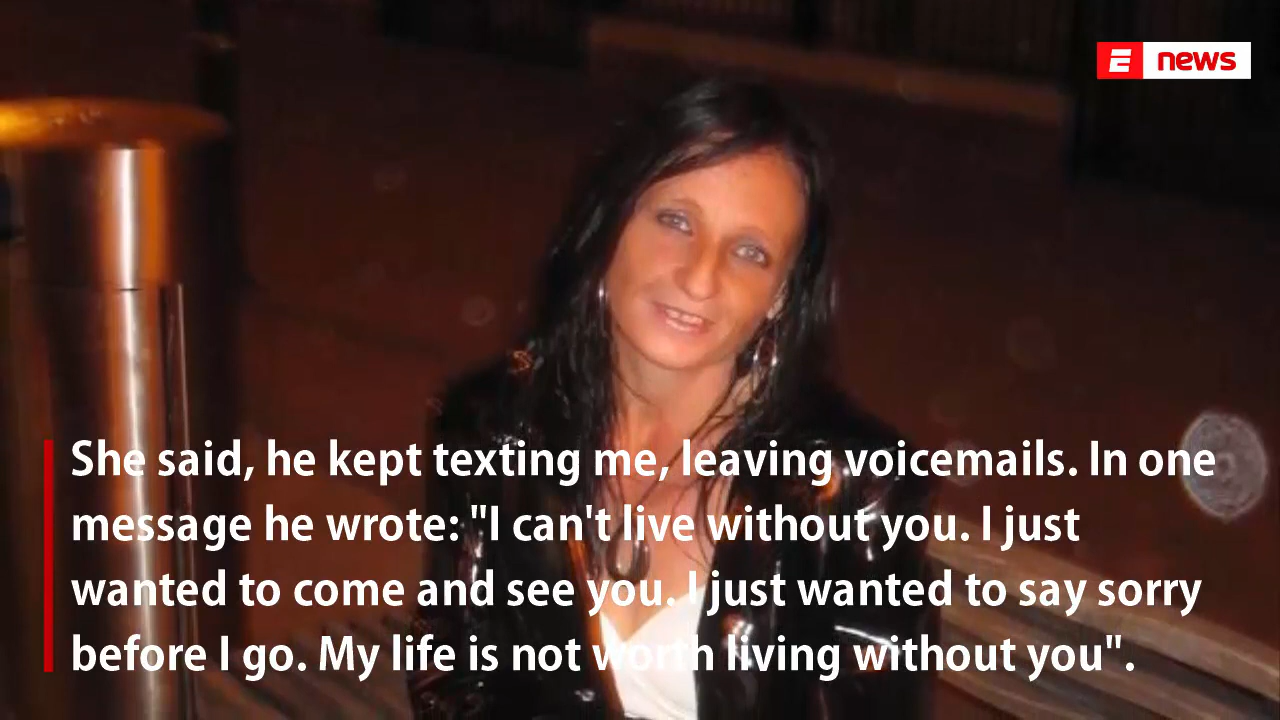 E news
She said, he kept texting me, leaving voicemails. In one
message he wrote: "I can't live without you. I just
wanted to come and see you. I just wanted to say sorry
before I go. My life is not worth living without you".